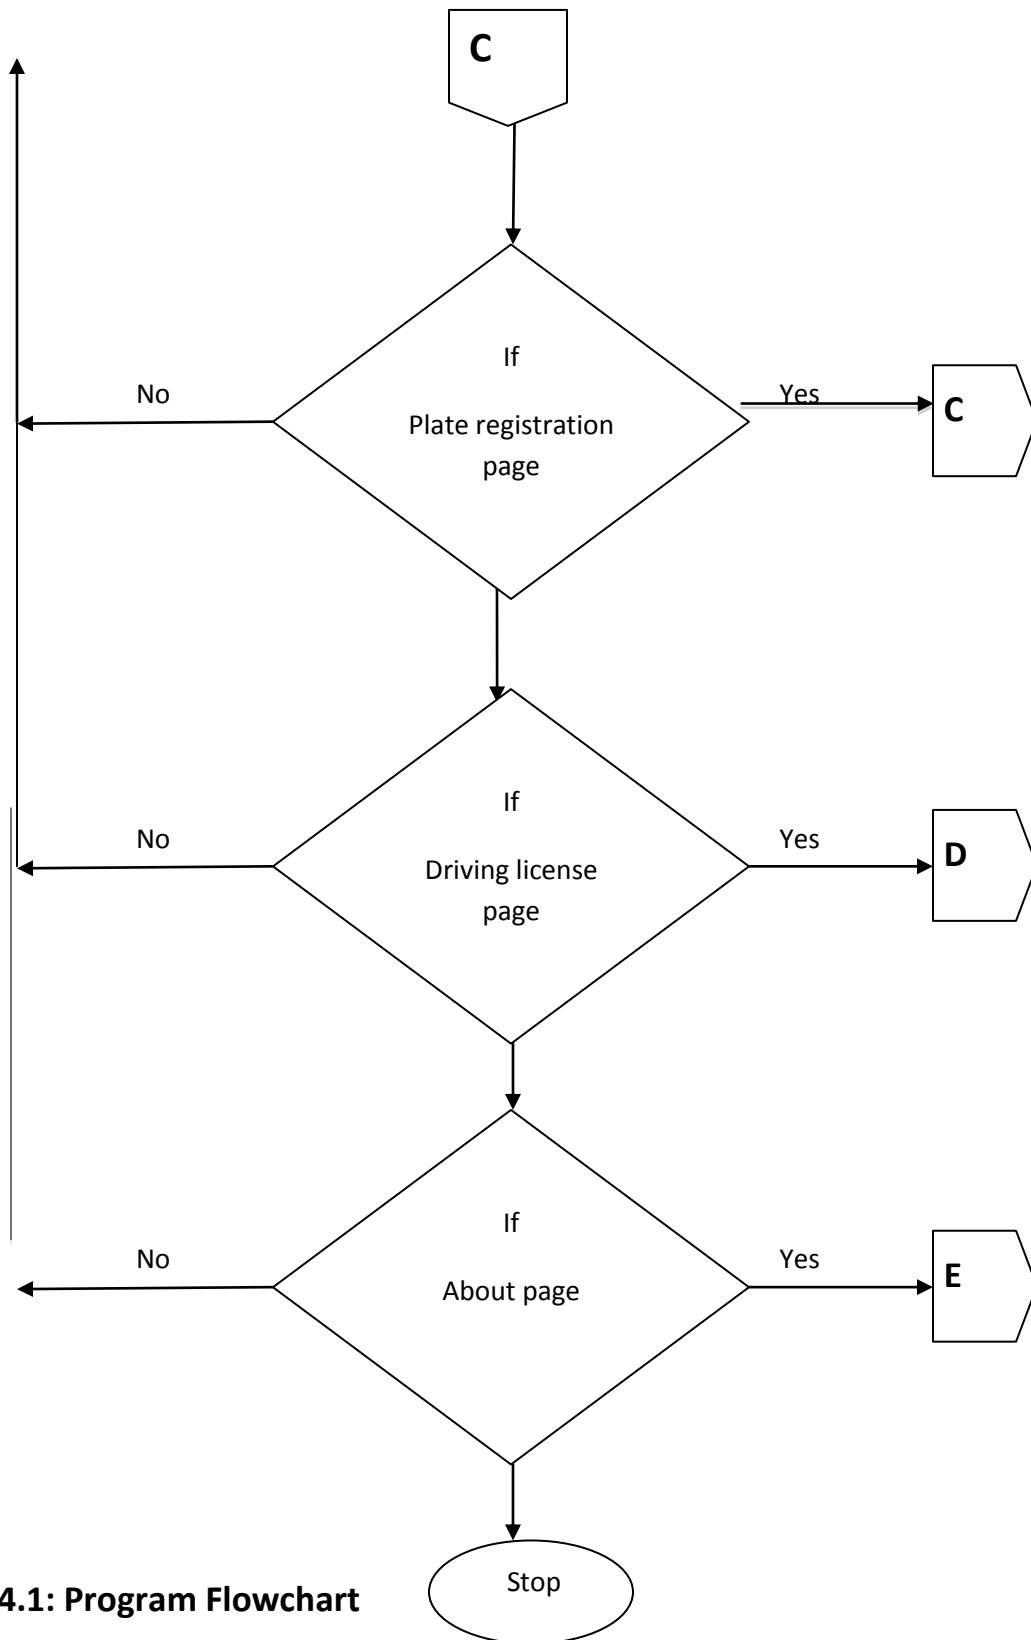 C
If
No
Yes
C
Plate registration
page
If
No
Yes
D
Driving license
page
If
No
Yes
E
About page
Stop
4.1: Program Flowchart